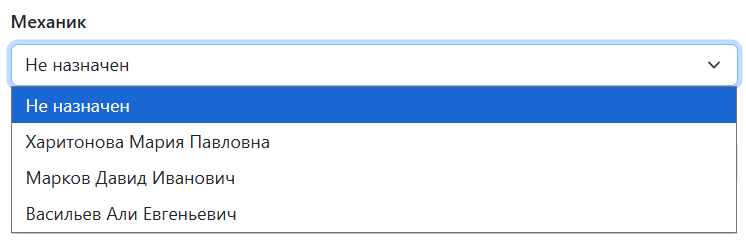 Механик
Не назначен
Не назначен
Харитонова Мария Павловна
Марков Давид Иванович
Васильев Али Евгеньевич